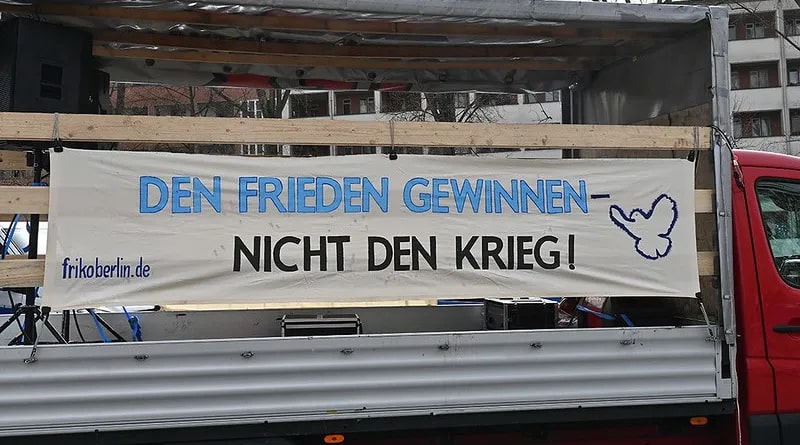 DEN FRIEDEN GEWINNEN–
NICHT DEN KRIEG!
frikoberlin.de